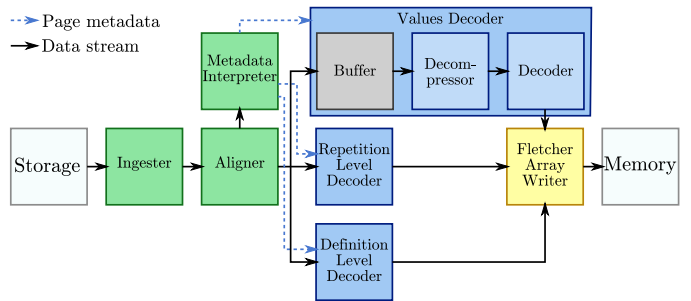 Page metadata
Data stream
Values Decoder
Metadata
Interpreter
Buffer
Decom-
pressor
Decoder
Storage
Ingester
Aligner
Repetition
Level
Decoder
Fletcher
Array
Writer
Memory
Definition
Level
Decoder